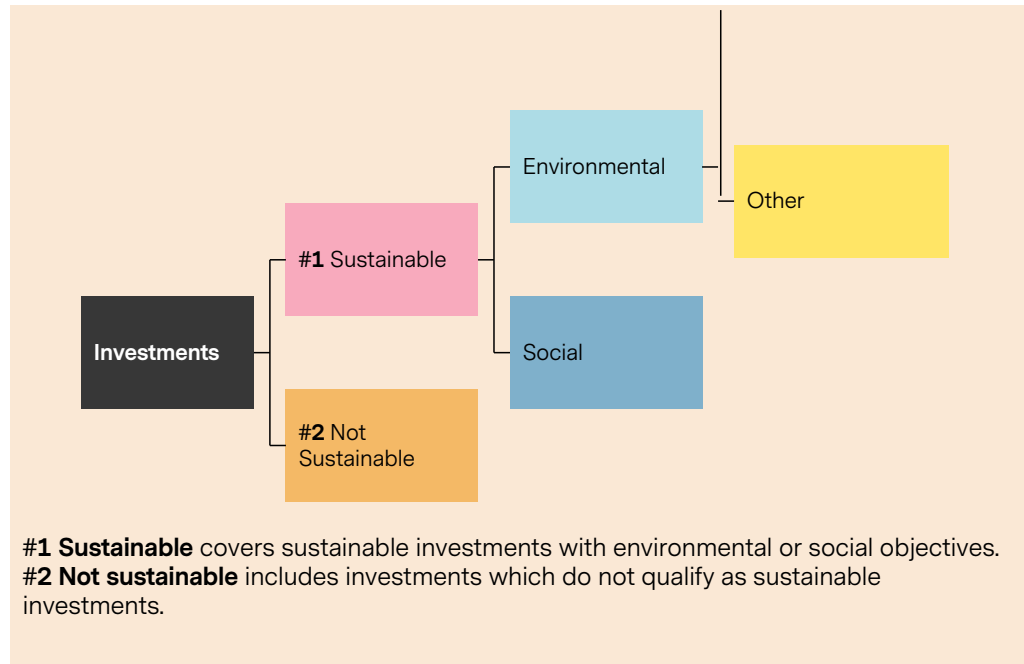 Environmental
Other
#1 Sustainable
Investments
Social
#2 Not
Sustainable
#1 Sustainable covers sustainable investments with environmental or social objectives.
#2 Not sustainable includes investments which do not qualify as sustainable
investments.